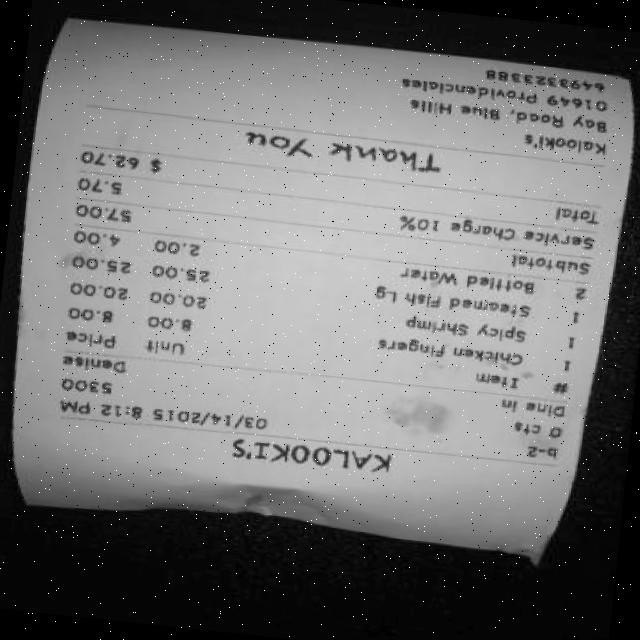 KALOOKI'S
b-2 03/14/2015 8:12 PM
0 cts 5300
Dine in Denise
# Item Unit Price
1 Chicken Fingers 8.00 8.00
1 Spicy Shrimp 20.00 20.00
1 Steamed Fish Lg 25.00 25.00
2 Bottled Water 2.00 4.00
Subtotal 57.00
Service Charge 10% 5.70
Total $ 62.70
Thank You
Kalooki's
Bay Road, Blue Hills
01649 Providenciales
6493323388